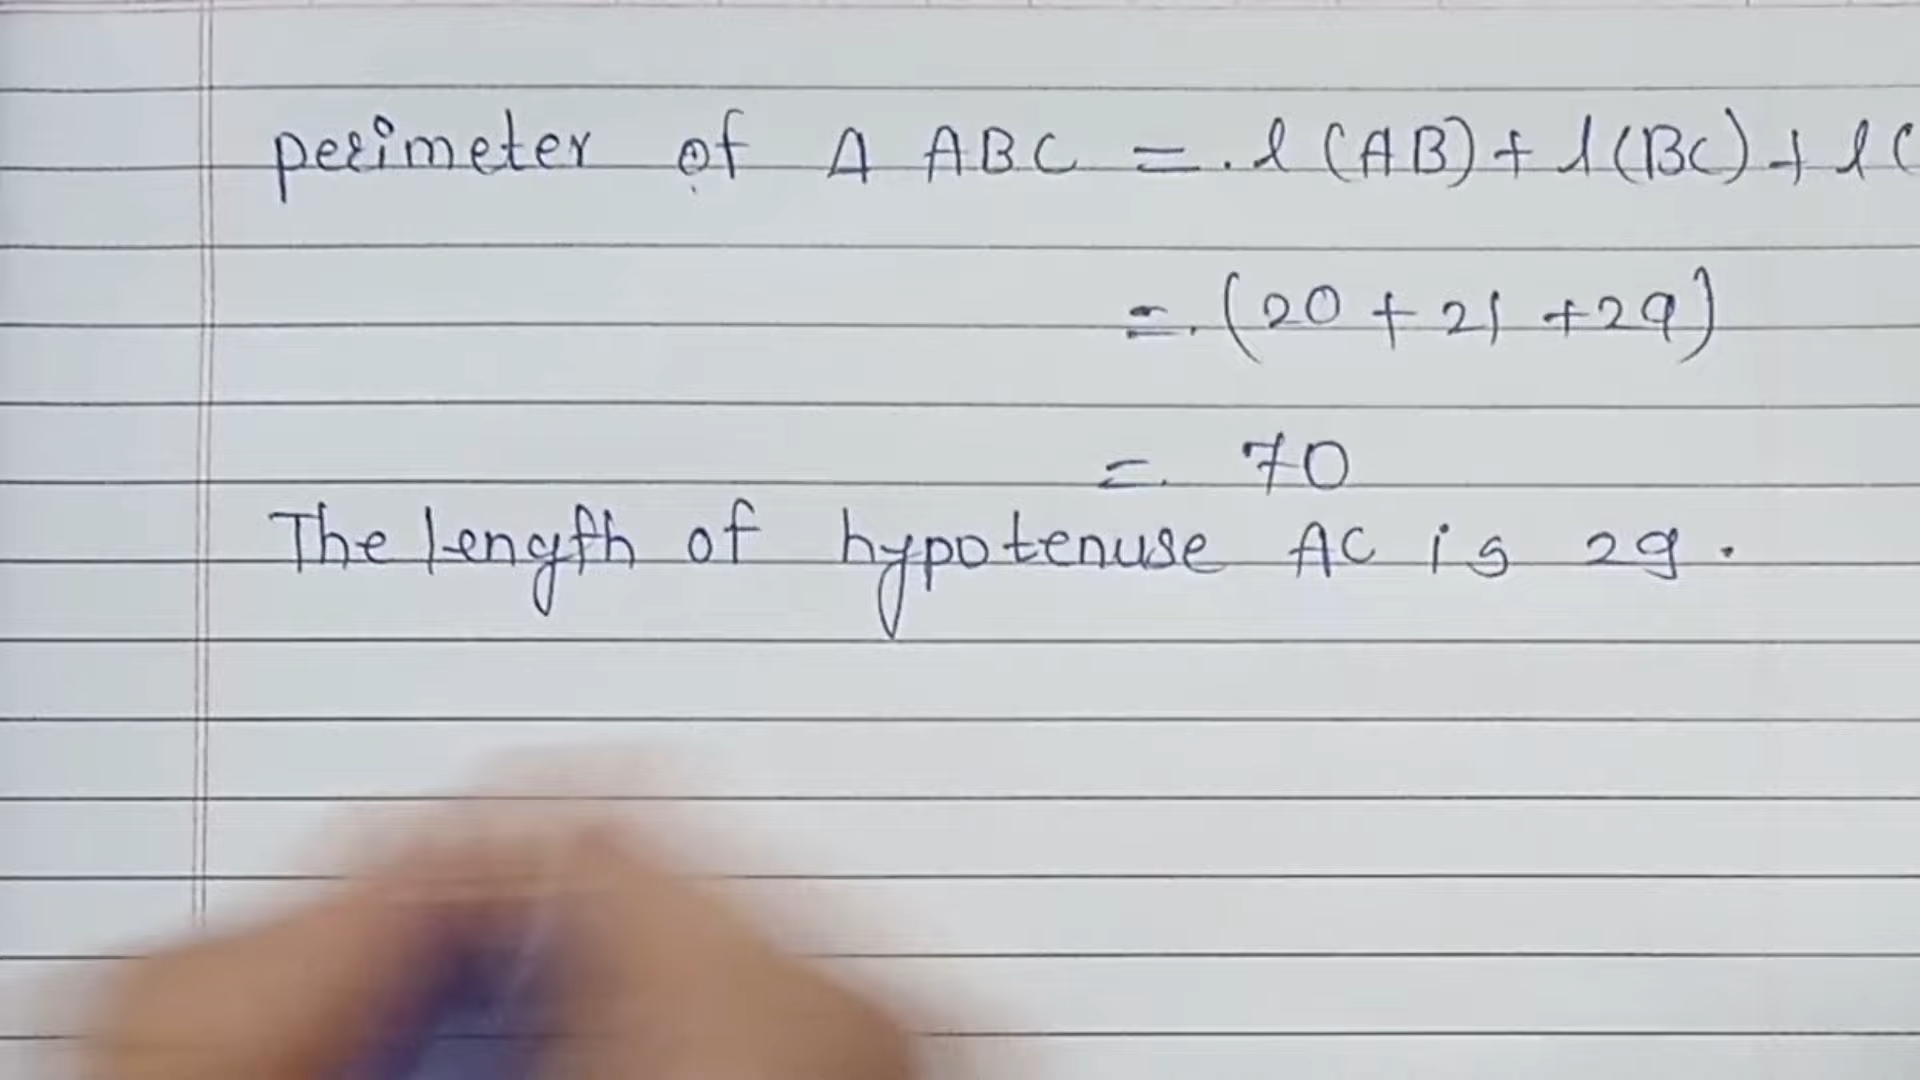 perimeter of Δ ABC = l (AB) + l (BC) + l (
= (20 + 21 + 29)
= 70
The length of hypotenuse AC is 29.